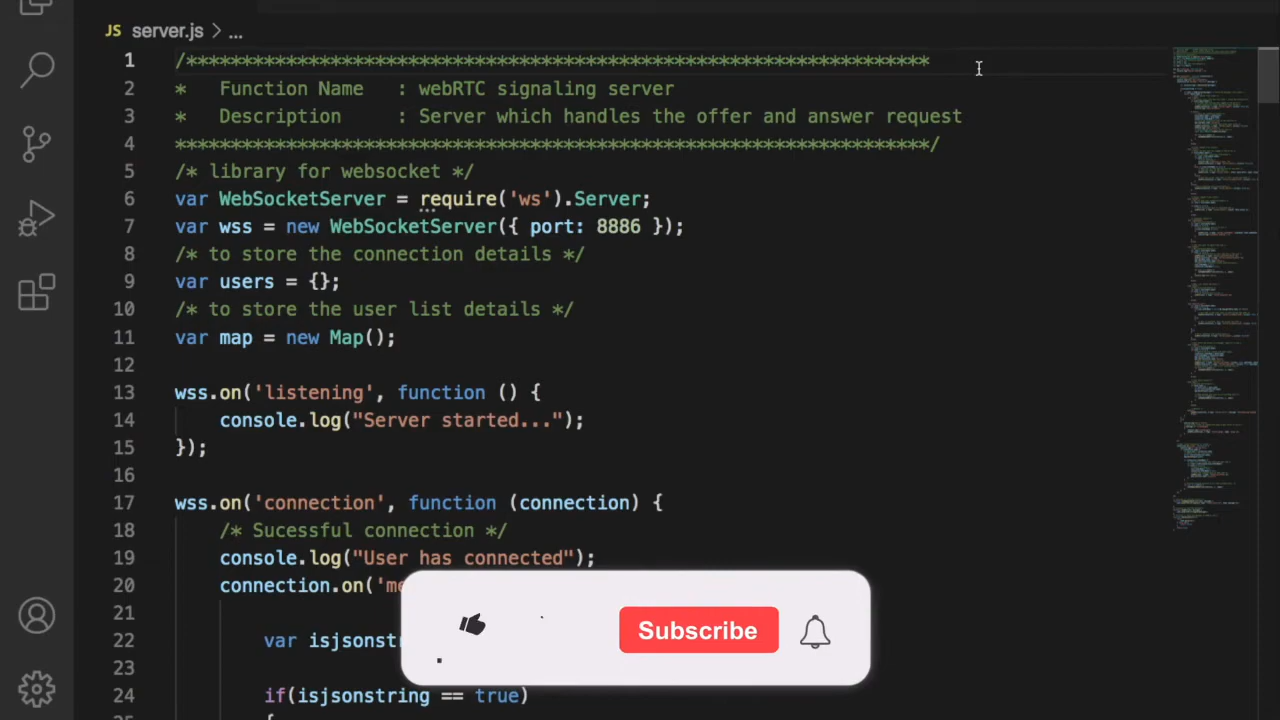 JS server.js > ...
1 /*******************************************************************
2 * Function Name : webRTC signaling server
3 * Description : Server which handles the offer and answer request
4 ********************************************************************/
5 /* library for websocket */
6 var WebSocketServer = require('ws').Server;
7 var wss = new WebSocketServer({ port: 8886 });
8 /* to store the connection details */
9 var users = {};
10 /* to store the user list details */
11 var map = new Map();
12
13 wss.on('listening', function () {
14 console.log("Server started...");
15 });
16
17 wss.on('connection', function (connection) {
18 /* Sucessful connection */
19 console.log("User has connected");
20 connection.on('me
21
22 var isjsonstr
23
24 if(isjsonstring == true)
{
Subscribe